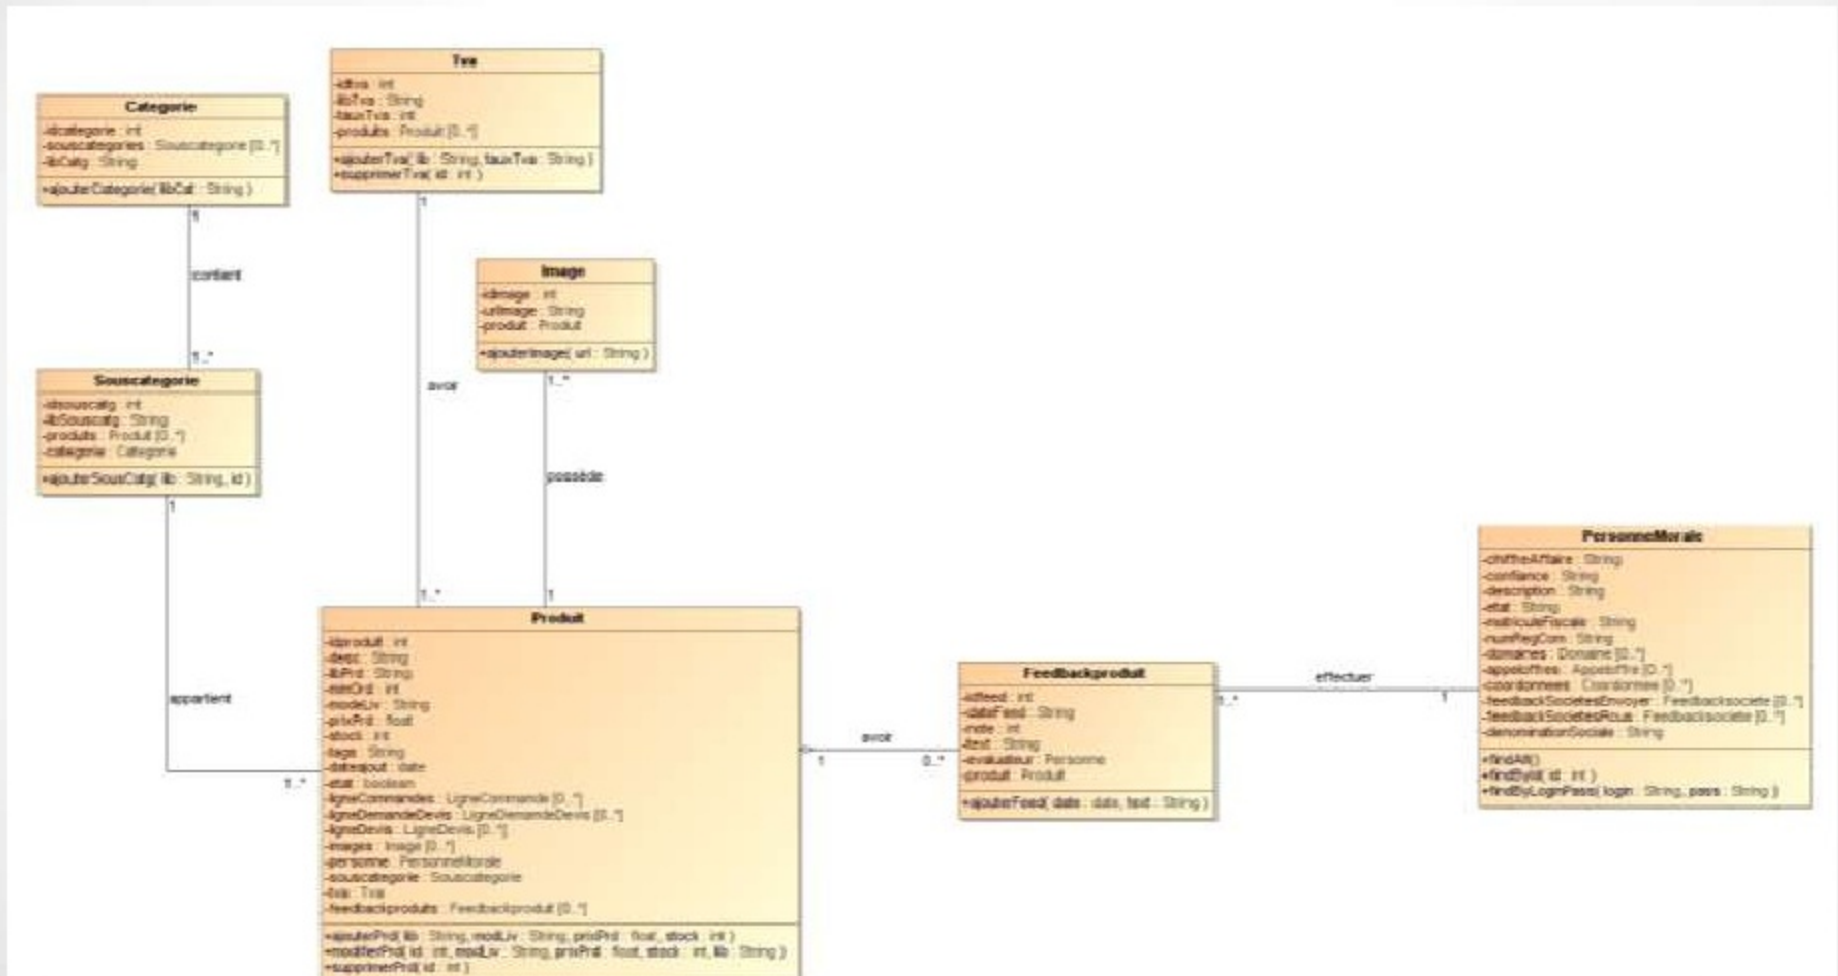 Tva
-idtva : int
-libTva : String
-tauxTva : int
-produits : Produit [0..*]
+ajouterTva( lib : String, tauxTva : String )
+supprimerTva( id : int )
Categorie
-idcategorie : int
-souscategories : Souscategorie [0..*]
-libCatg : String
+ajouterCategorie( libCat : String )
1
contient
1..*
1
avoir
1..*
Image
-idimage : int
-urlImage : String
-produit : Produit
+ajouterImage( url : String )
1..*
possède
1
Souscategorie
-idsouscatg : int
-libSouscatg : String
-produits : Produit [0..*]
-categorie : Categorie
+ajouterSousCatg( lib : String, id )
1
appartient
1..*
Produit
-idproduit : int
-desc : String
-libPrd : String
-minOrd : int
-modeLiv : String
-prixPrd : float
-stock : int
-tags : String
-dateajout : date
-etat : boolean
-ligneCommandes : LigneCommande [0..*]
-ligneDemandeDevis : LigneDemandeDevis [0..*]
-ligneDevis : LigneDevis [0..*]
-images : Image [0..*]
-personne : PersonneMorale
-souscategorie : Souscategorie
-tva : Tva
-feedbackproduits : Feedbackproduit [0..*]
+ajouterPrd( lib : String, modLiv : String, prixPrd : float, stock : int )
+modifierPrd( id : int, modLiv : String, prixPrd : float, stock : int, lib : String )
+supprimerPrd( id : int )
avoir
1
0..*
Feedbackproduit
-idfeed : int
-dateFeed : String
-note : int
-text : String
-evaluateur : Personne
-produit : Produit
+ajouterFeed( date : date, text : String )
effectuer
1..*
1
PersonneMorale
-chiffreAffaire : String
-confiance : String
-description : String
-etat : String
-matriculeFiscale : String
-numRegCom : String
-domaines : Domaine [0..*]
-appeloffres : Appeloffre [0..*]
-coordonnees : Coordonnee [0..*]
-feedbackSocietesEnvoyer : Feedbacksociete [0..*]
-feedbackSocietesRcus : Feedbacksociete [0..*]
-denominationSociale : String
+findAll()
+findById( id : int )
+findByLoginPass( login : String, pass : String )